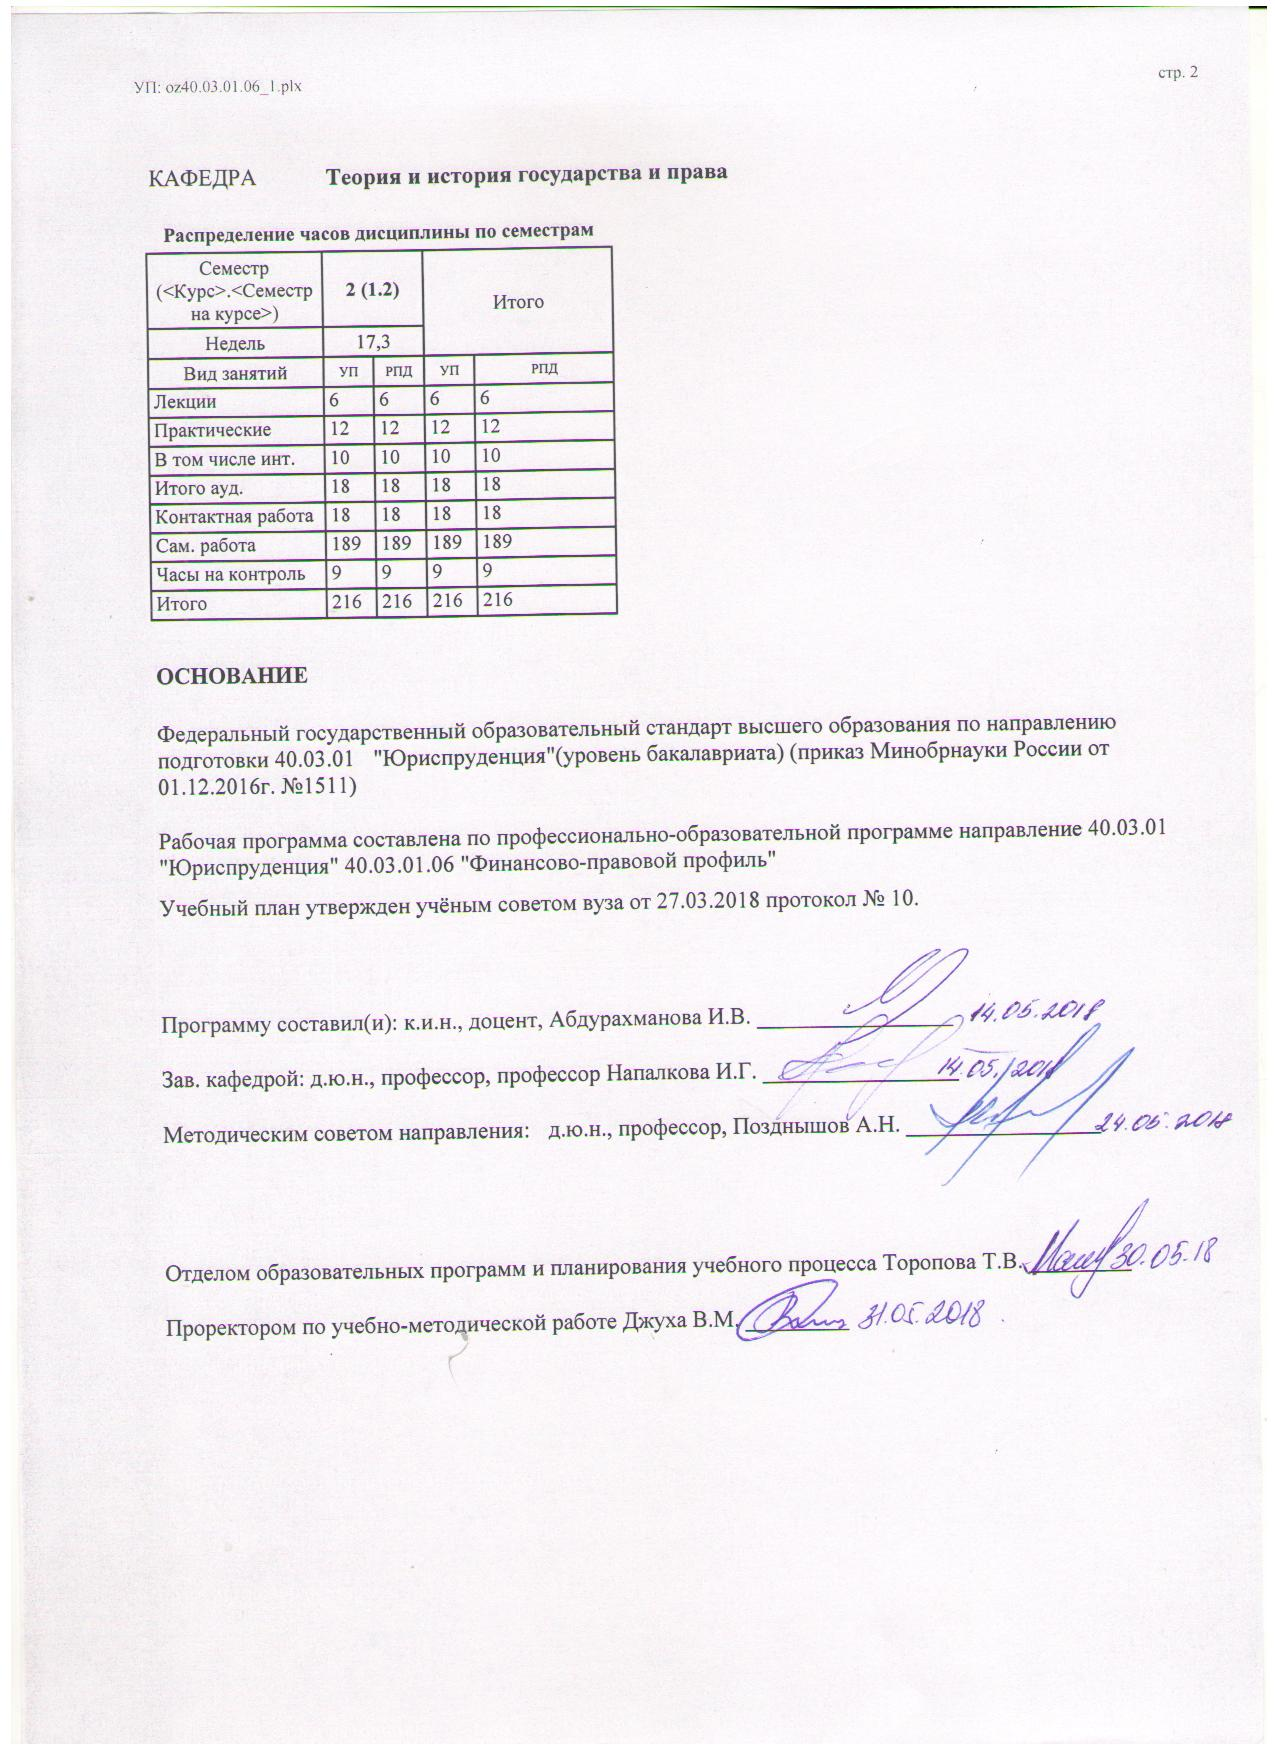 УП: oz40.03.01.06_1.plx
стр. 2
КАФЕДРА Теория и история государства и права
Распределение часов дисциплины по семестрам
Семестр
(<Курс>.<Семестр
на курсе>)
2 (1.2)
Итого
Недель 17,3
Вид занятий УП РПД УП РПД
Лекции 6 6 6 6
Практические 12 12 12 12
В том числе инт. 10 10 10 10
Итого ауд. 18 18 18 18
Контактная работа 18 18 18 18
Сам. работа 189 189 189 189
Часы на контроль 9 9 9 9
Итого 216 216 216 216
ОСНОВАНИЕ
Федеральный государственный образовательный стандарт высшего образования по направлению
подготовки 40.03.01 "Юриспруденция"(уровень бакалавриата) (приказ Минобрнауки России от
01.12.2016г. №1511)
Рабочая программа составлена по профессионально-образовательной программе направление 40.03.01
"Юриспруденция" 40.03.01.06 "Финансово-правовой профиль"
Учебный план утвержден учёным советом вуза от 27.03.2018 протокол № 10.
Программу составил(и): к.и.н., доцент, Абдурахманова И.В. 14.05.2018
Зав. кафедрой: д.ю.н., профессор, профессор Напалкова И.Г. 14.05.2018
Методическим советом направления: д.ю.н., профессор, Позднышов А.Н. 24.05.2018
Отделом образовательных программ и планирования учебного процесса Торопова Т.В. 30.05.18
Проректором по учебно-методической работе Джуха В.М. 31.05.2018